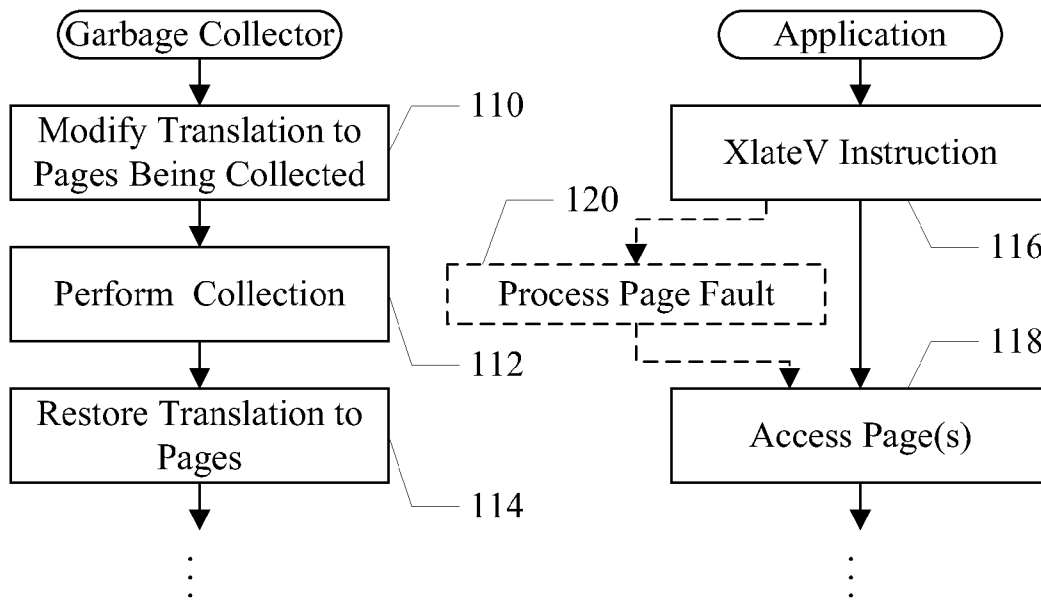 Garbage Collector
Modify Translation to
Pages Being Collected
110
Perform Collection
112
Restore Translation to
Pages
114
Application
XlateV Instruction
116
120
Process Page Fault
118
Access Page(s)